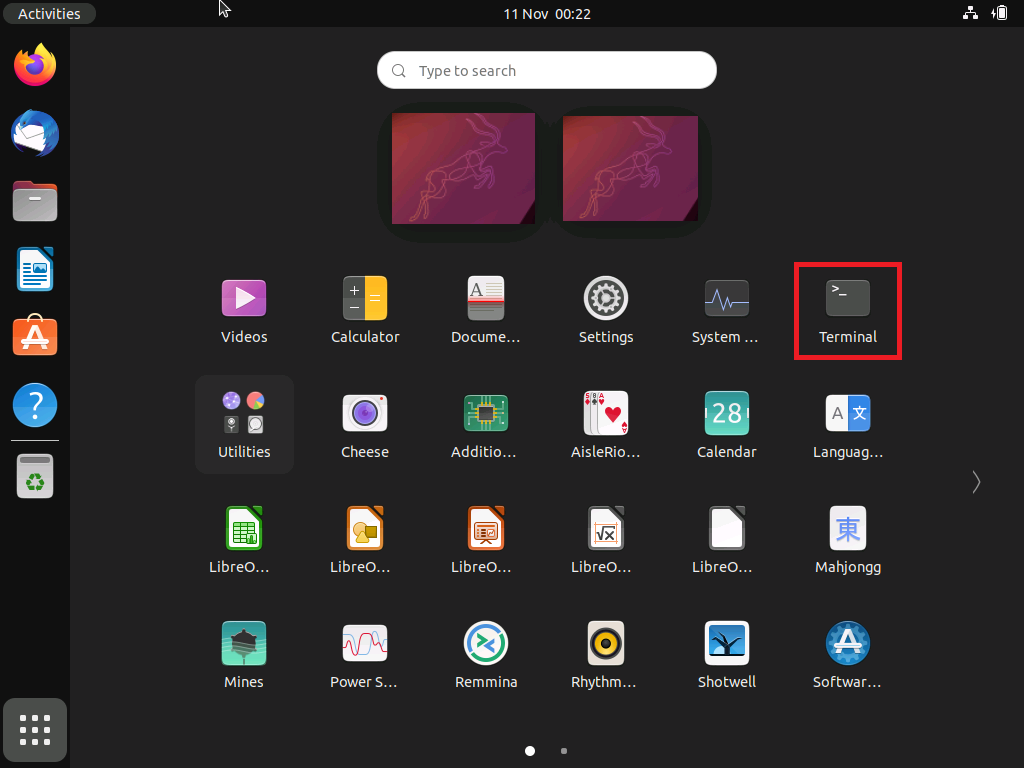 Activities
11 Nov 00:22
Type to search
Videos
Calculator
Docume...
Settings
System ...
>_
Terminal
?
Utilities
Cheese
Additio...
AisleRio...
28
Calendar
A 文
Languag...
LibreO...
LibreO...
LibreO...
√x
LibreO...
LibreO...
東
Mahjongg
Mines
Power S...
Remmina
Rhythm...
Shotwell
Softwar...